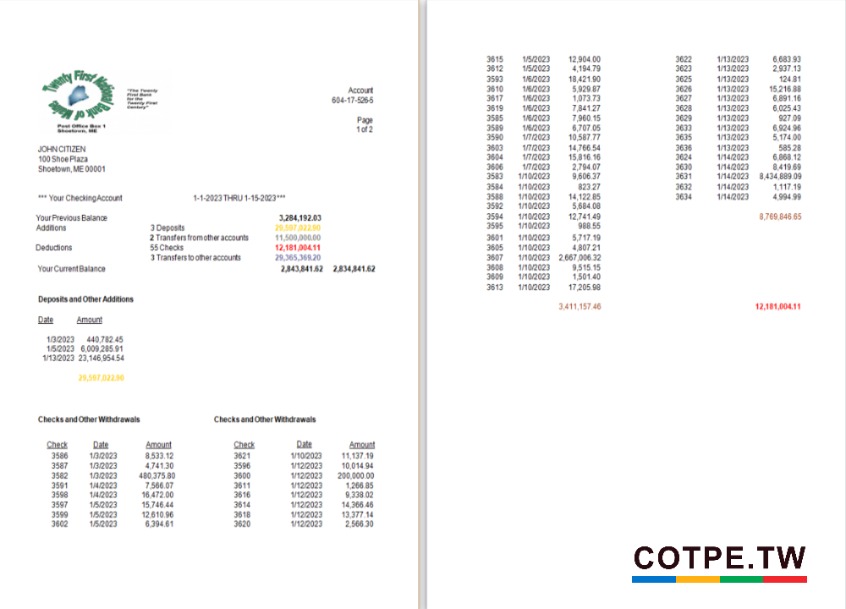 Twenty First National Bank of Maine
"The Twenty
First Bank
for the
Twenty First
Century"
Post Office Box 1
Shoetown, ME
Account
604-17-526-5
Page
1 of 2
JOHN CITIZEN
100 Shoe Plaza
Shoetown, ME 00001
*** Your Checking Account 1-1-2023 THRU 1-15-2023***
Your Previous Balance 3,284,192.03
Additions 3 Deposits 29,597,022.90
2 Transfers from other accounts 11,500,000.00
Deductions 55 Checks 12,181,004.11
3 Transfers to other accounts 29,365,369.20
Your Current Balance 2,843,841.62 2,834,841.62
Deposits and Other Additions
Date Amount
1/3/2023 440,782.45
1/5/2023 6,009,285.91
1/13/2023 23,146,954.54
29,597,022.90
Checks and Other Withdrawals Checks and Other Withdrawals
Check Date Amount Check Date Amount
3586 1/3/2023 8,533.12 3621 1/10/2023 11,137.19
3587 1/3/2023 4,741.30 3596 1/12/2023 10,014.94
3582 1/3/2023 480,375.80 3600 1/12/2023 200,000.00
3591 1/4/2023 7,566.07 3611 1/12/2023 1,266.85
3598 1/4/2023 16,472.00 3616 1/12/2023 9,338.02
3597 1/5/2023 15,746.44 3614 1/12/2023 14,366.46
3599 1/5/2023 12,610.96 3618 1/12/2023 13,377.14
3602 1/5/2023 6,394.61 3620 1/12/2023 2,566.30
3615 1/5/2023 12,904.00 3622 1/13/2023 6,683.93
3612 1/5/2023 4,194.79 3623 1/13/2023 2,937.13
3593 1/6/2023 18,421.90 3625 1/13/2023 124.81
3610 1/6/2023 5,929.87 3626 1/13/2023 15,216.88
3617 1/6/2023 1,073.73 3627 1/13/2023 6,891.16
3619 1/6/2023 7,841.27 3628 1/13/2023 6,025.43
3585 1/6/2023 7,960.15 3629 1/13/2023 927.09
3589 1/6/2023 6,707.05 3633 1/13/2023 6,924.96
3590 1/7/2023 10,587.77 3635 1/13/2023 5,174.00
3603 1/7/2023 14,766.54 3636 1/13/2023 585.28
3604 1/7/2023 15,816.16 3624 1/14/2023 6,868.12
3606 1/7/2023 2,794.07 3630 1/14/2023 8,419.69
3583 1/10/2023 9,606.37 3631 1/14/2023 8,434,889.09
3584 1/10/2023 823.27 3632 1/14/2023 1,117.19
3588 1/10/2023 14,122.85 3634 1/14/2023 4,994.99
3592 1/10/2023 5,684.08
3594 1/10/2023 12,741.49 8,769,846.65
3595 1/10/2023 988.55
3601 1/10/2023 5,717.19
3605 1/10/2023 4,807.21
3607 1/10/2023 2,667,006.32
3608 1/10/2023 9,515.15
3609 1/10/2023 1,501.40
3613 1/10/2023 17,205.98
3,411,157.46 12,181,004.11
COTPE.TW